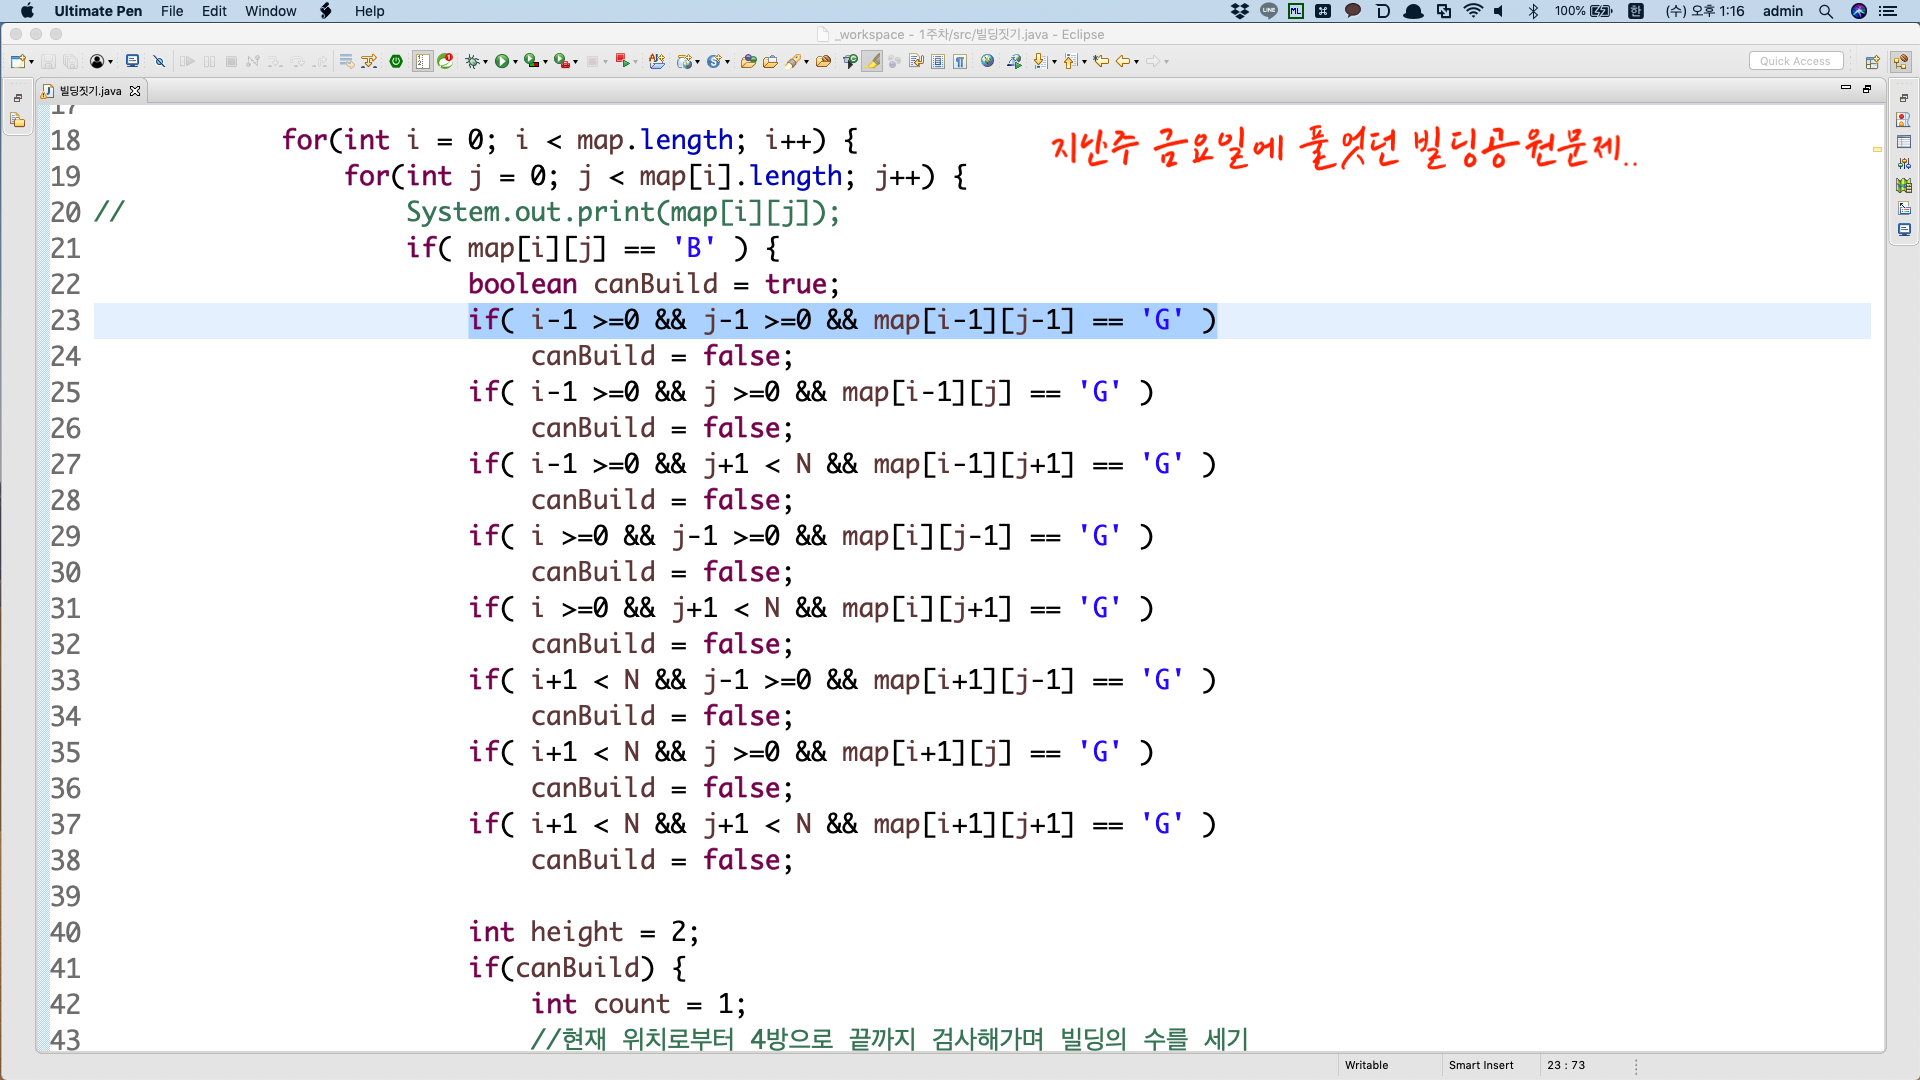 Ultimate Pen File Edit Window Help 100% 한 (수) 오후 1:16 admin
_workspace - 1주차/src/빌딩짓기.java - Eclipse
Quick Access
빌딩짓기.java
17
18 for(int i = 0; i < map.length; i++) {
지난주 금요일에 풀었던 빌딩공원문제..
19 for(int j = 0; j < map[i].length; j++) {
20 // System.out.print(map[i][j]);
21 if( map[i][j] == 'B' ) {
22 boolean canBuild = true;
23 if( i-1 >=0 && j-1 >=0 && map[i-1][j-1] == 'G' )
24 canBuild = false;
25 if( i-1 >=0 && j >=0 && map[i-1][j] == 'G' )
26 canBuild = false;
27 if( i-1 >=0 && j+1 < N && map[i-1][j+1] == 'G' )
28 canBuild = false;
29 if( i >=0 && j-1 >=0 && map[i][j-1] == 'G' )
30 canBuild = false;
31 if( i >=0 && j+1 < N && map[i][j+1] == 'G' )
32 canBuild = false;
33 if( i+1 < N && j-1 >=0 && map[i+1][j-1] == 'G' )
34 canBuild = false;
35 if( i+1 < N && j >=0 && map[i+1][j] == 'G' )
36 canBuild = false;
37 if( i+1 < N && j+1 < N && map[i+1][j+1] == 'G' )
38 canBuild = false;
39
40 int height = 2;
41 if(canBuild) {
42 int count = 1;
43 //현재 위치로부터 4방으로 끝까지 검사해가며 빌딩의 수를 세기
Writable Smart Insert 23 : 73